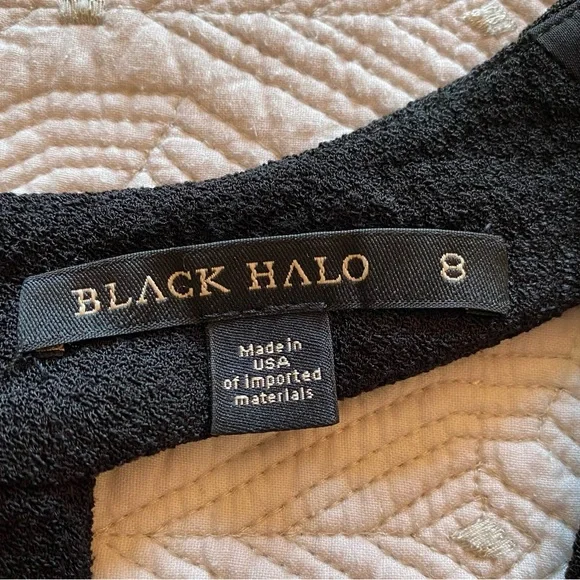 BLACK HALO 8
Made in
USA
of imported
materials